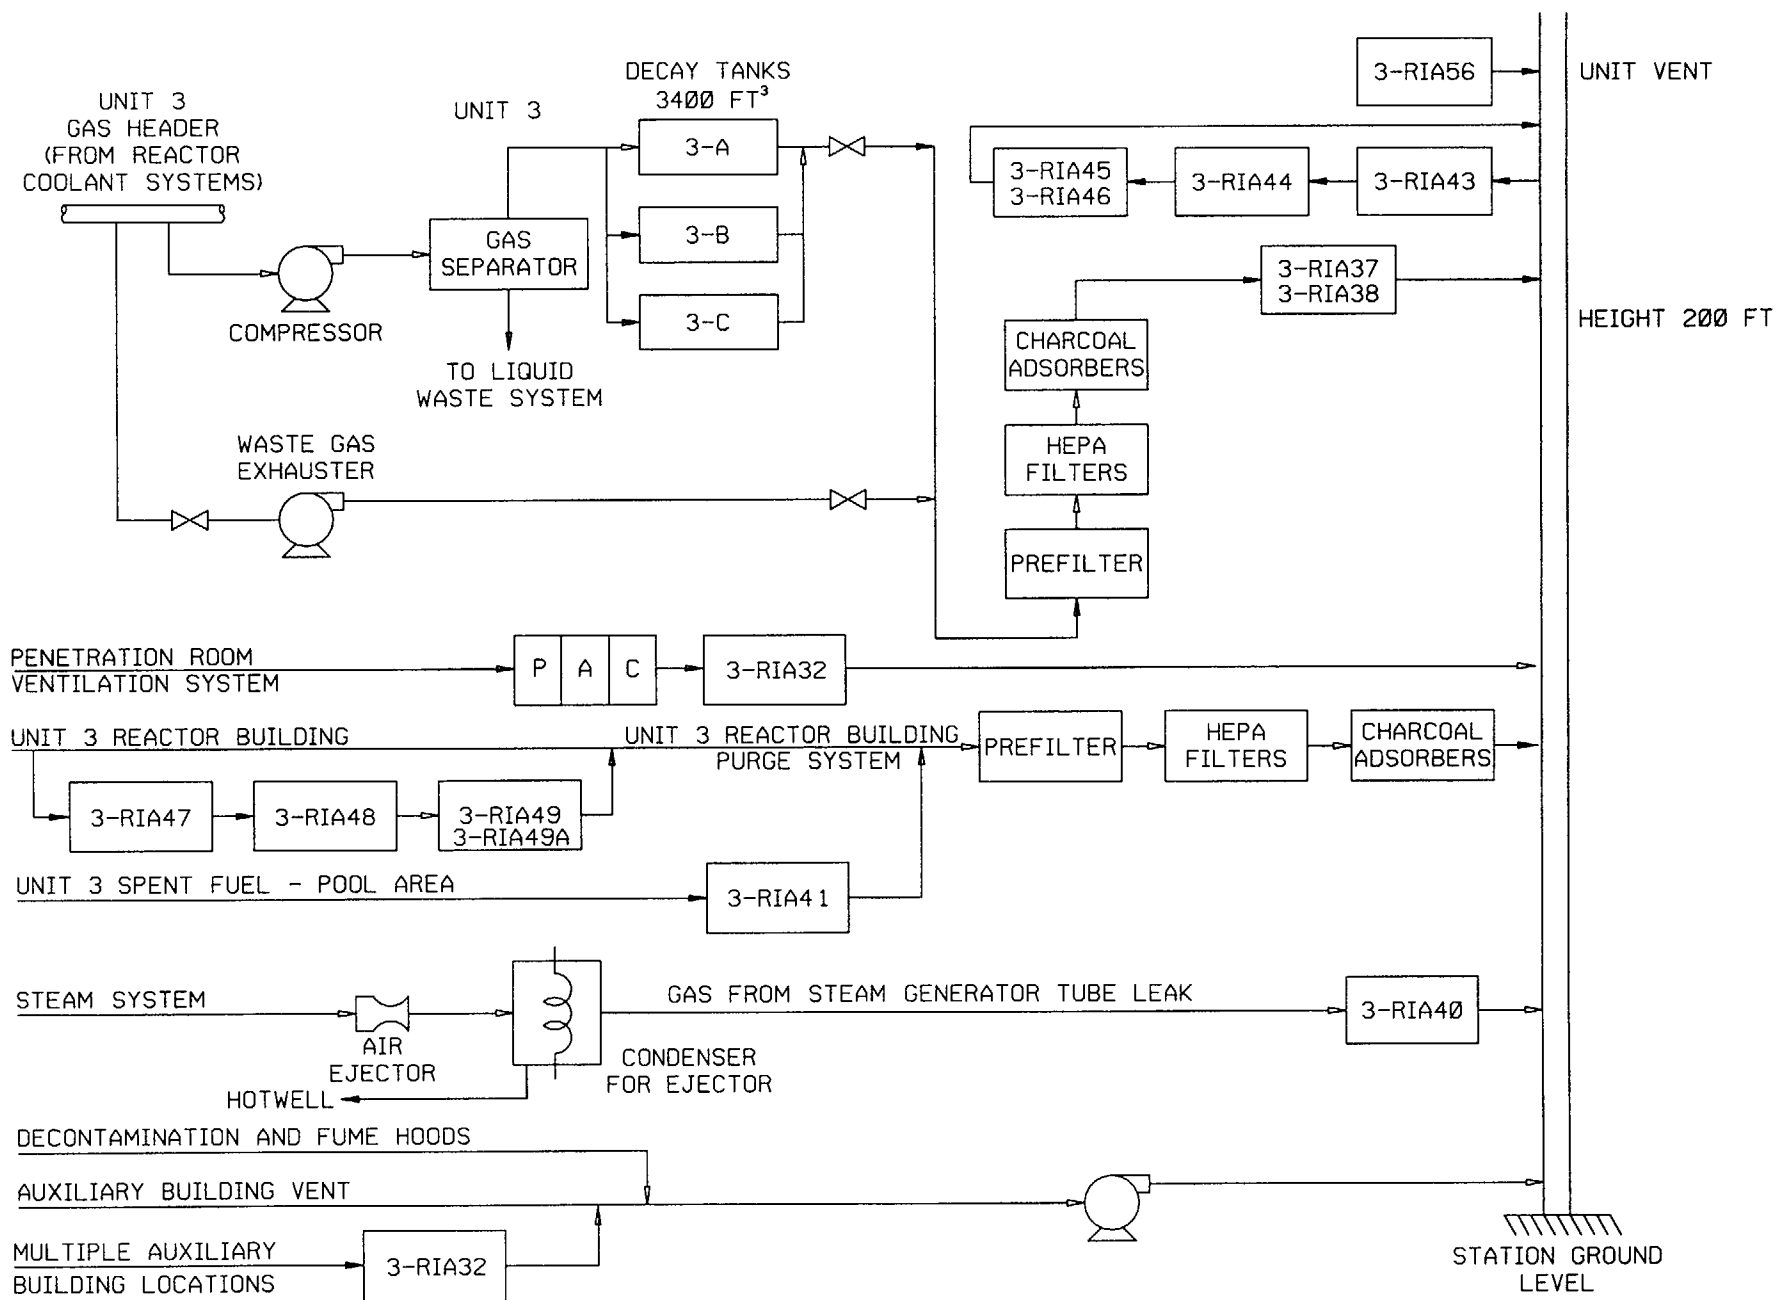 3-RIA56
UNIT VENT
DECAY TANKS
34ØØ FT³
UNIT 3
GAS HEADER
(FROM REACTOR
COOLANT SYSTEMS)
UNIT 3
3-A
3-B
3-C
GAS
SEPARATOR
COMPRESSOR
TO LIQUID
WASTE SYSTEM
3-RIA45
3-RIA46
3-RIA44
3-RIA43
3-RIA37
3-RIA38
HEIGHT 2ØØ FT
CHARCOAL
ADSORBERS
HEPA
FILTERS
PREFILTER
WASTE GAS
EXHAUSTER
PENETRATION ROOM
VENTILATION SYSTEM
P A C
3-RIA32
UNIT 3 REACTOR BUILDING
UNIT 3 REACTOR BUILDING
PURGE SYSTEM
PREFILTER
HEPA
FILTERS
CHARCOAL
ADSORBERS
3-RIA47
3-RIA48
3-RIA49
3-RIA49A
UNIT 3 SPENT FUEL - POOL AREA
3-RIA41
STEAM SYSTEM
AIR
EJECTOR
GAS FROM STEAM GENERATOR TUBE LEAK
3-RIA4Ø
CONDENSER
FOR EJECTOR
HOTWELL
DECONTAMINATION AND FUME HOODS
AUXILIARY BUILDING VENT
MULTIPLE AUXILIARY
BUILDING LOCATIONS
3-RIA32
STATION GROUND
LEVEL